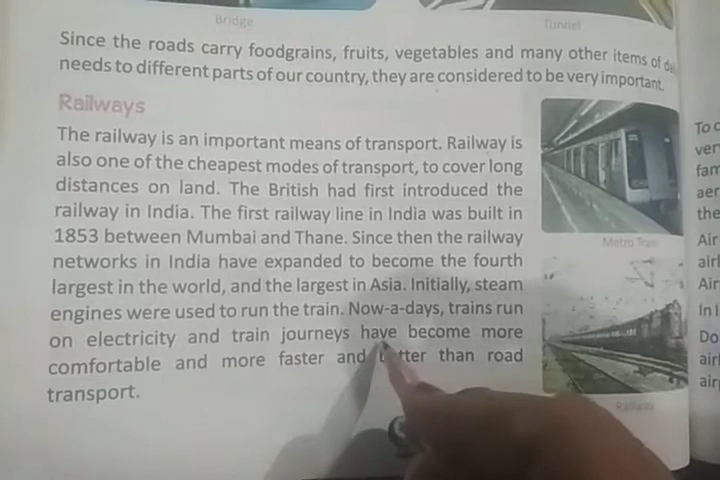 Bridge
Tunnel
Since the roads carry foodgrains, fruits, vegetables and many other items of
needs to different parts of our country, they are considered to be very important.
Railways
The railway is an important means of transport. Railway is
also one of the cheapest modes of transport, to cover long
distances on land. The British had first introduced the
railway in India. The first railway line in India was built in
1853 between Mumbai and Thane. Since then the railway
networks in India have expanded to become the fourth
largest in the world, and the largest in Asia. Initially, steam
engines were used to run the train. Now-a-days, trains run
on electricity and train journeys have become more
comfortable and more faster and better than road
transport.
Metro Train
Railway
Air
Air
Do